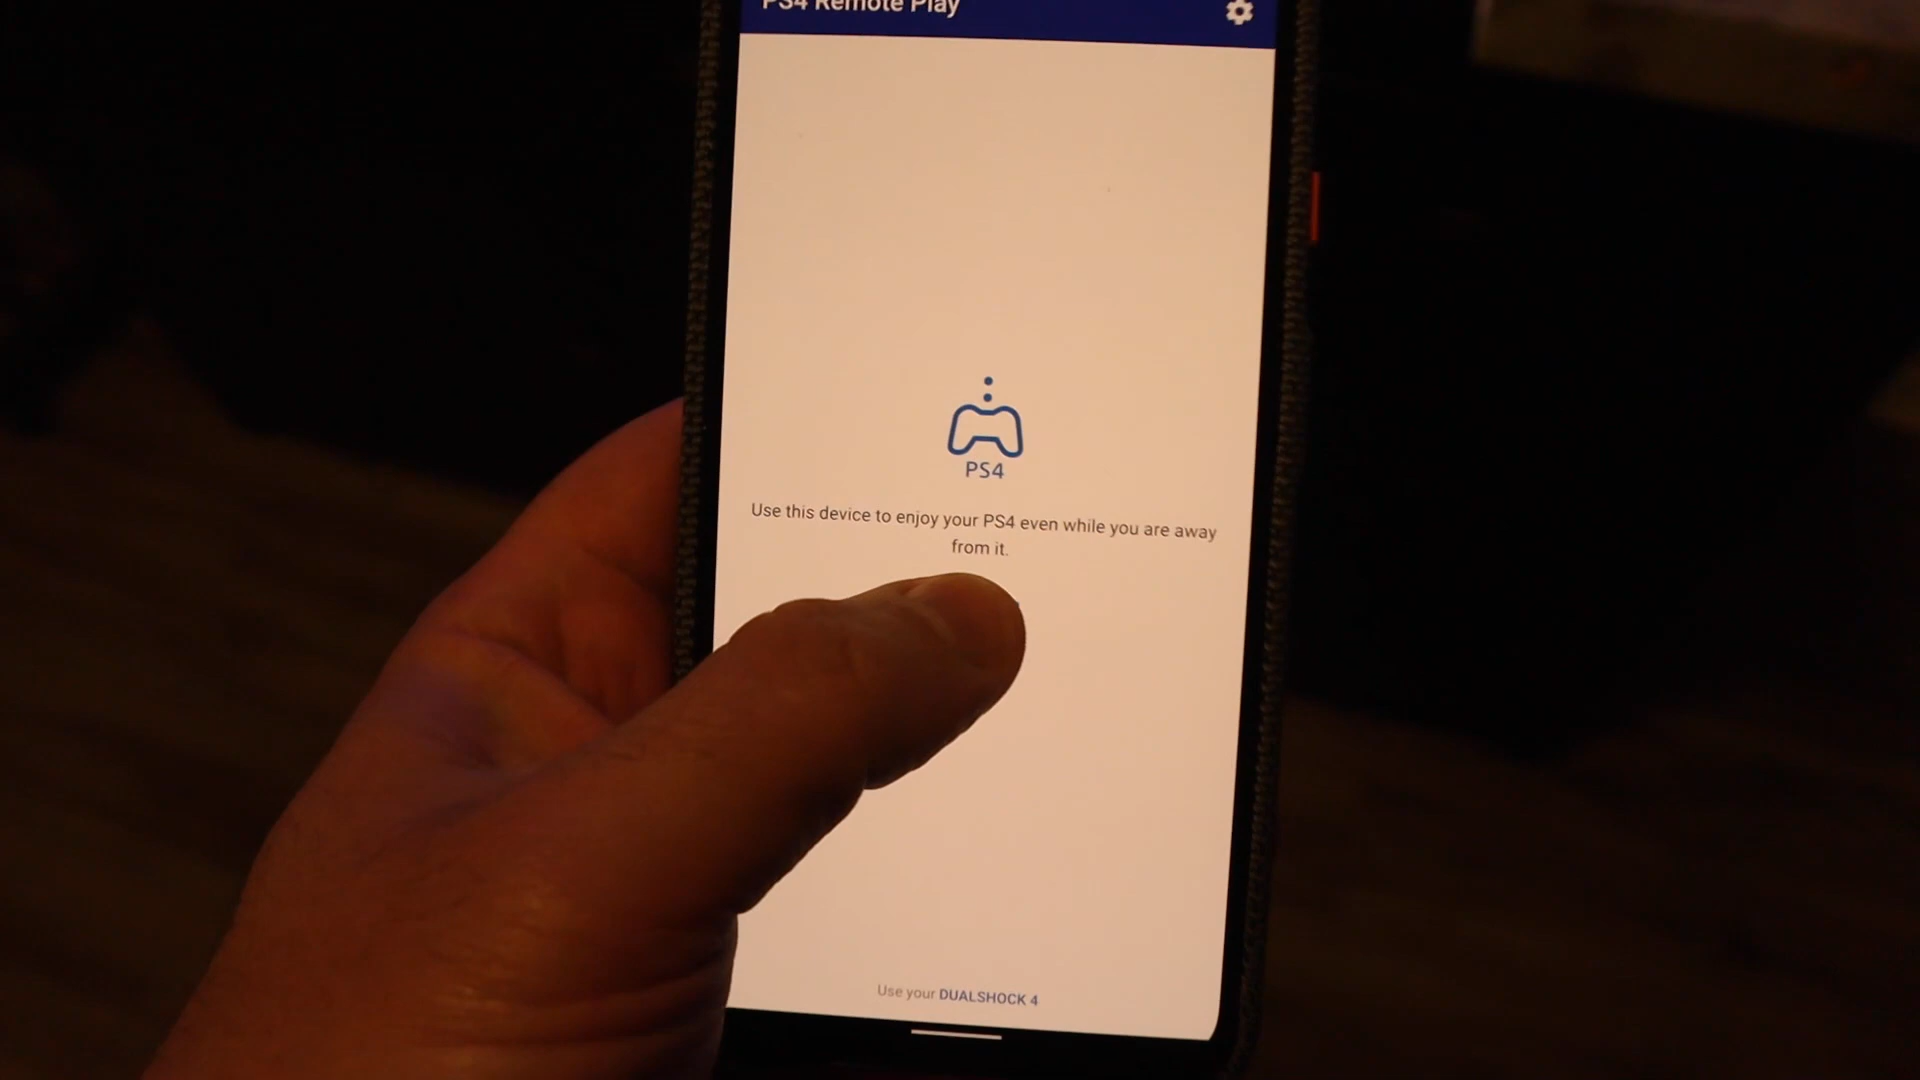 PS4 Remote Play
PS4
Use this device to enjoy your PS4 even while you are away
from it.
Use your DUALSHOCK 4